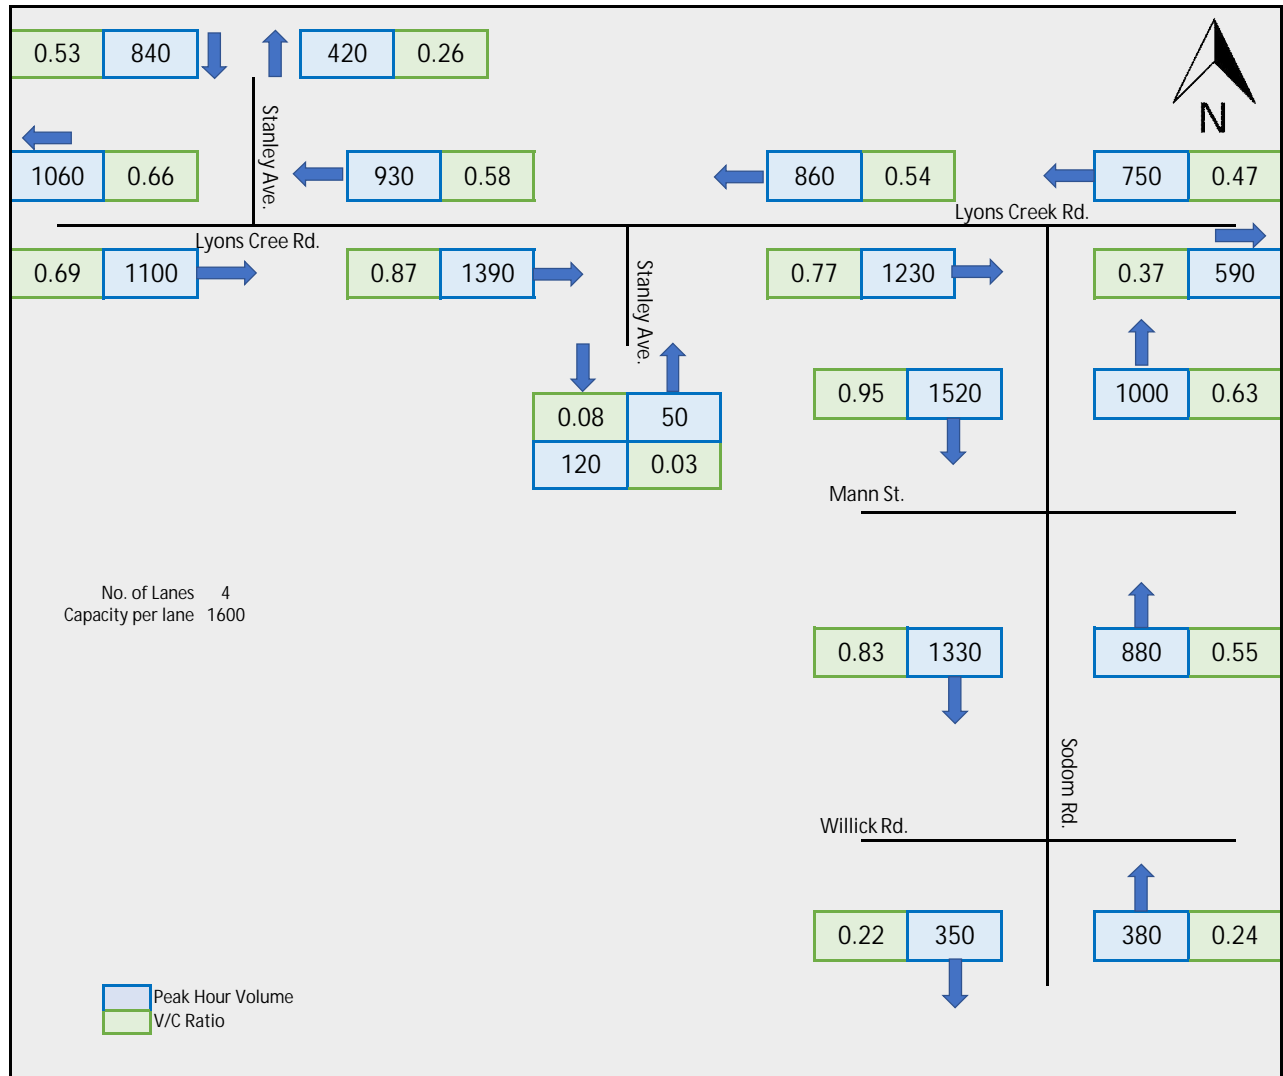 0.53 840 420 0.26
N
Stanley Ave.
1060 0.66 930 0.58 860 0.54 750 0.47
Lyons Creek Rd.
Lyons Cree Rd.
0.69 1100 0.87 1390 0.77 1230 0.37 590
Stanley Ave.
0.95 1520 1000 0.63
0.08 50
120 0.03
Mann St.
No. of Lanes 4
Capacity per lane 1600
0.83 1330 880 0.55
Sodom Rd.
Willick Rd.
0.22 350 380 0.24
Peak Hour Volume
V/C Ratio